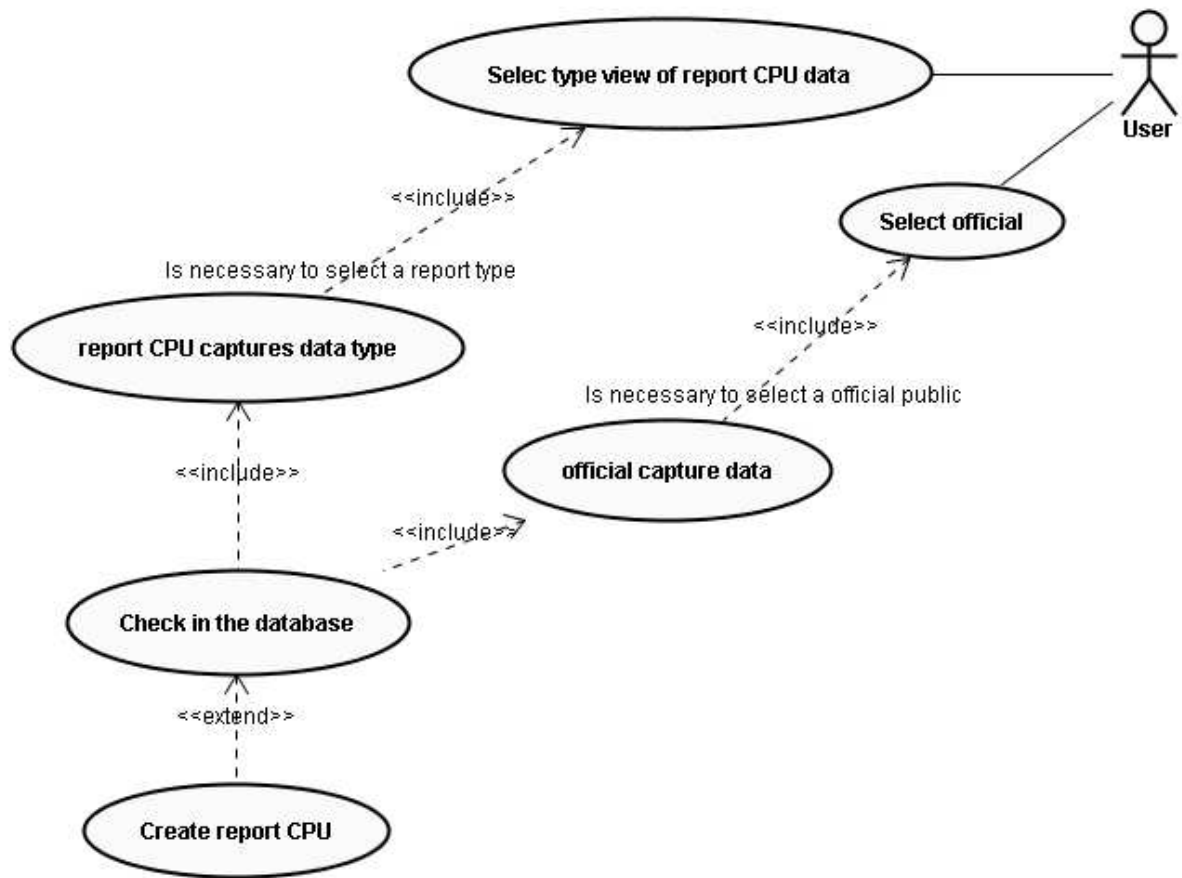 Selec type view of report CPU data
User
<<include>>
Select official
Is necessary to select a report type
<<include>>
report CPU captures data type
Is necessary to select a official public
<<include>>
official capture data
<<include>>
Check in the database
<<extend>>
Create report CPU